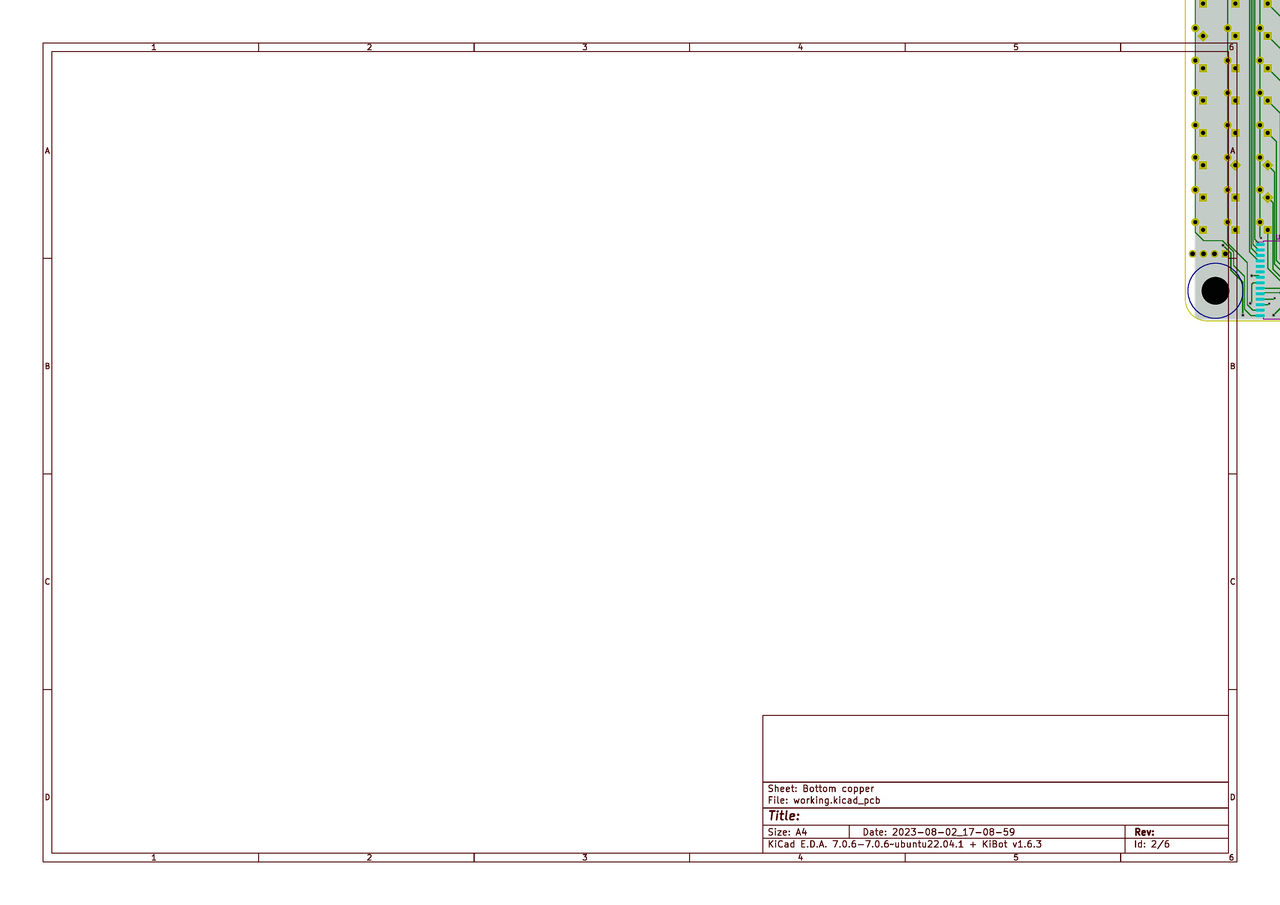 1 2 3 4 5 6
A A
B B
C C
Sheet: Bottom copper
File: working.kicad_pcb
D D
Title:
Size: A4 Date: 2023-08-02_17-08-59 Rev:
KiCad E.D.A. 7.0.6-7.0.6~ubuntu22.04.1 + KiBot v1.6.3 Id: 2/6
1 2 3 4 5 6